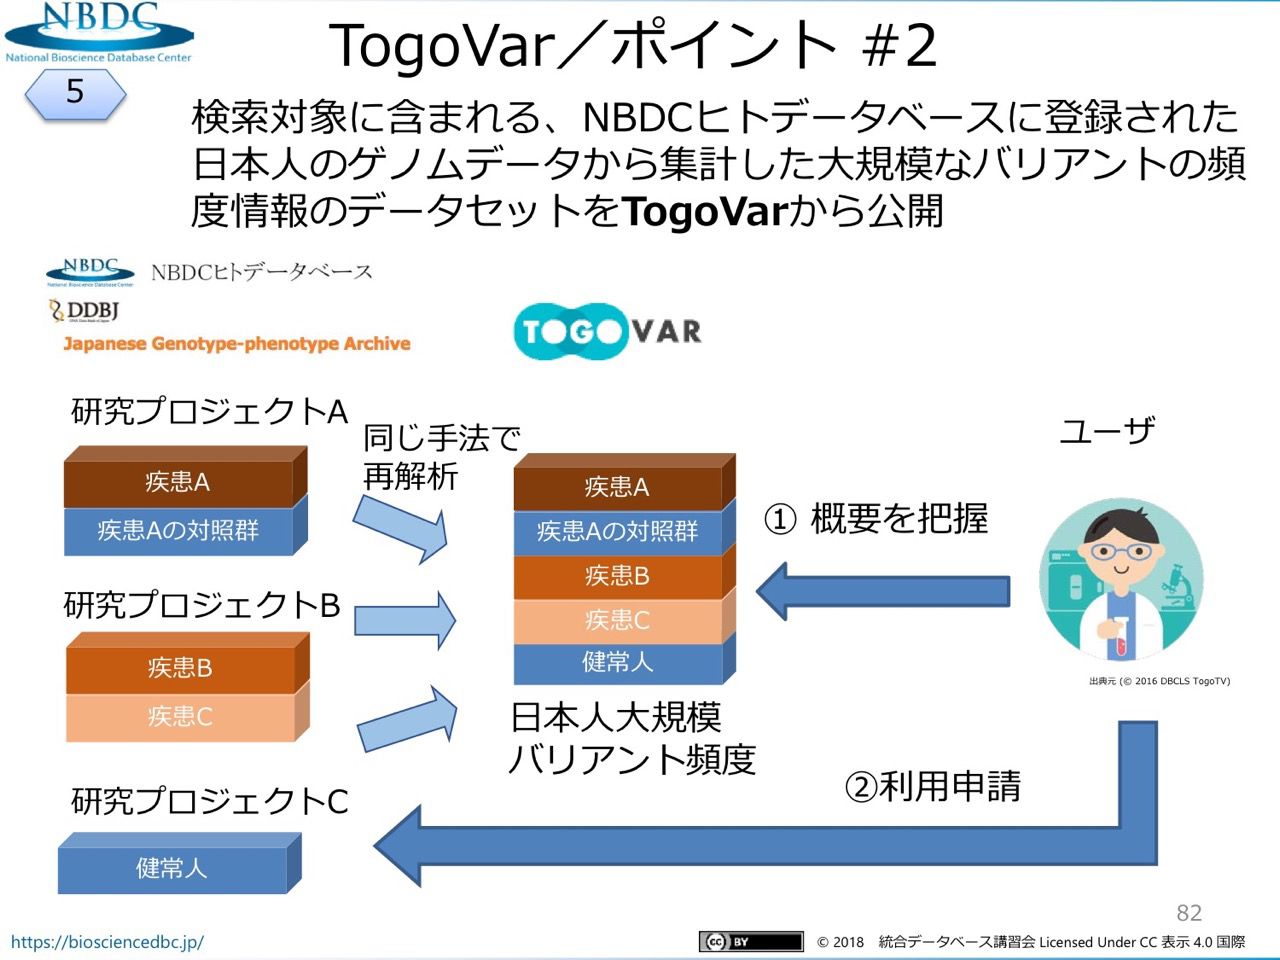 NBDC
National Bioscience Database Center
TogoVar／ポイント #2
5
検索対象に含まれる、NBDCヒトデータベースに登録された
日本人のゲノムデータから集計した大規模なバリアントの頻
度情報のデータセットをTogoVarから公開
NBDC NBDCヒトデータベース
National Bioscience Database Center
DDBJ
Japanese Genotype-phenotype Archive
TOGOVAR
研究プロジェクトA
疾患A
疾患Aの対照群
同じ手法で
再解析
研究プロジェクトB
疾患B
疾患C
研究プロジェクトC
健常人
疾患A
疾患Aの対照群
疾患B
疾患C
健常人
日本人大規模
バリアント頻度
① 概要を把握
ユーザ
出典元 (© 2016 DBCLS TogoTV)
②利用申請
82
https://biosciencedbc.jp/
cc BY
© 2018 統合データベース講習会 Licensed Under CC 表示 4.0 国際